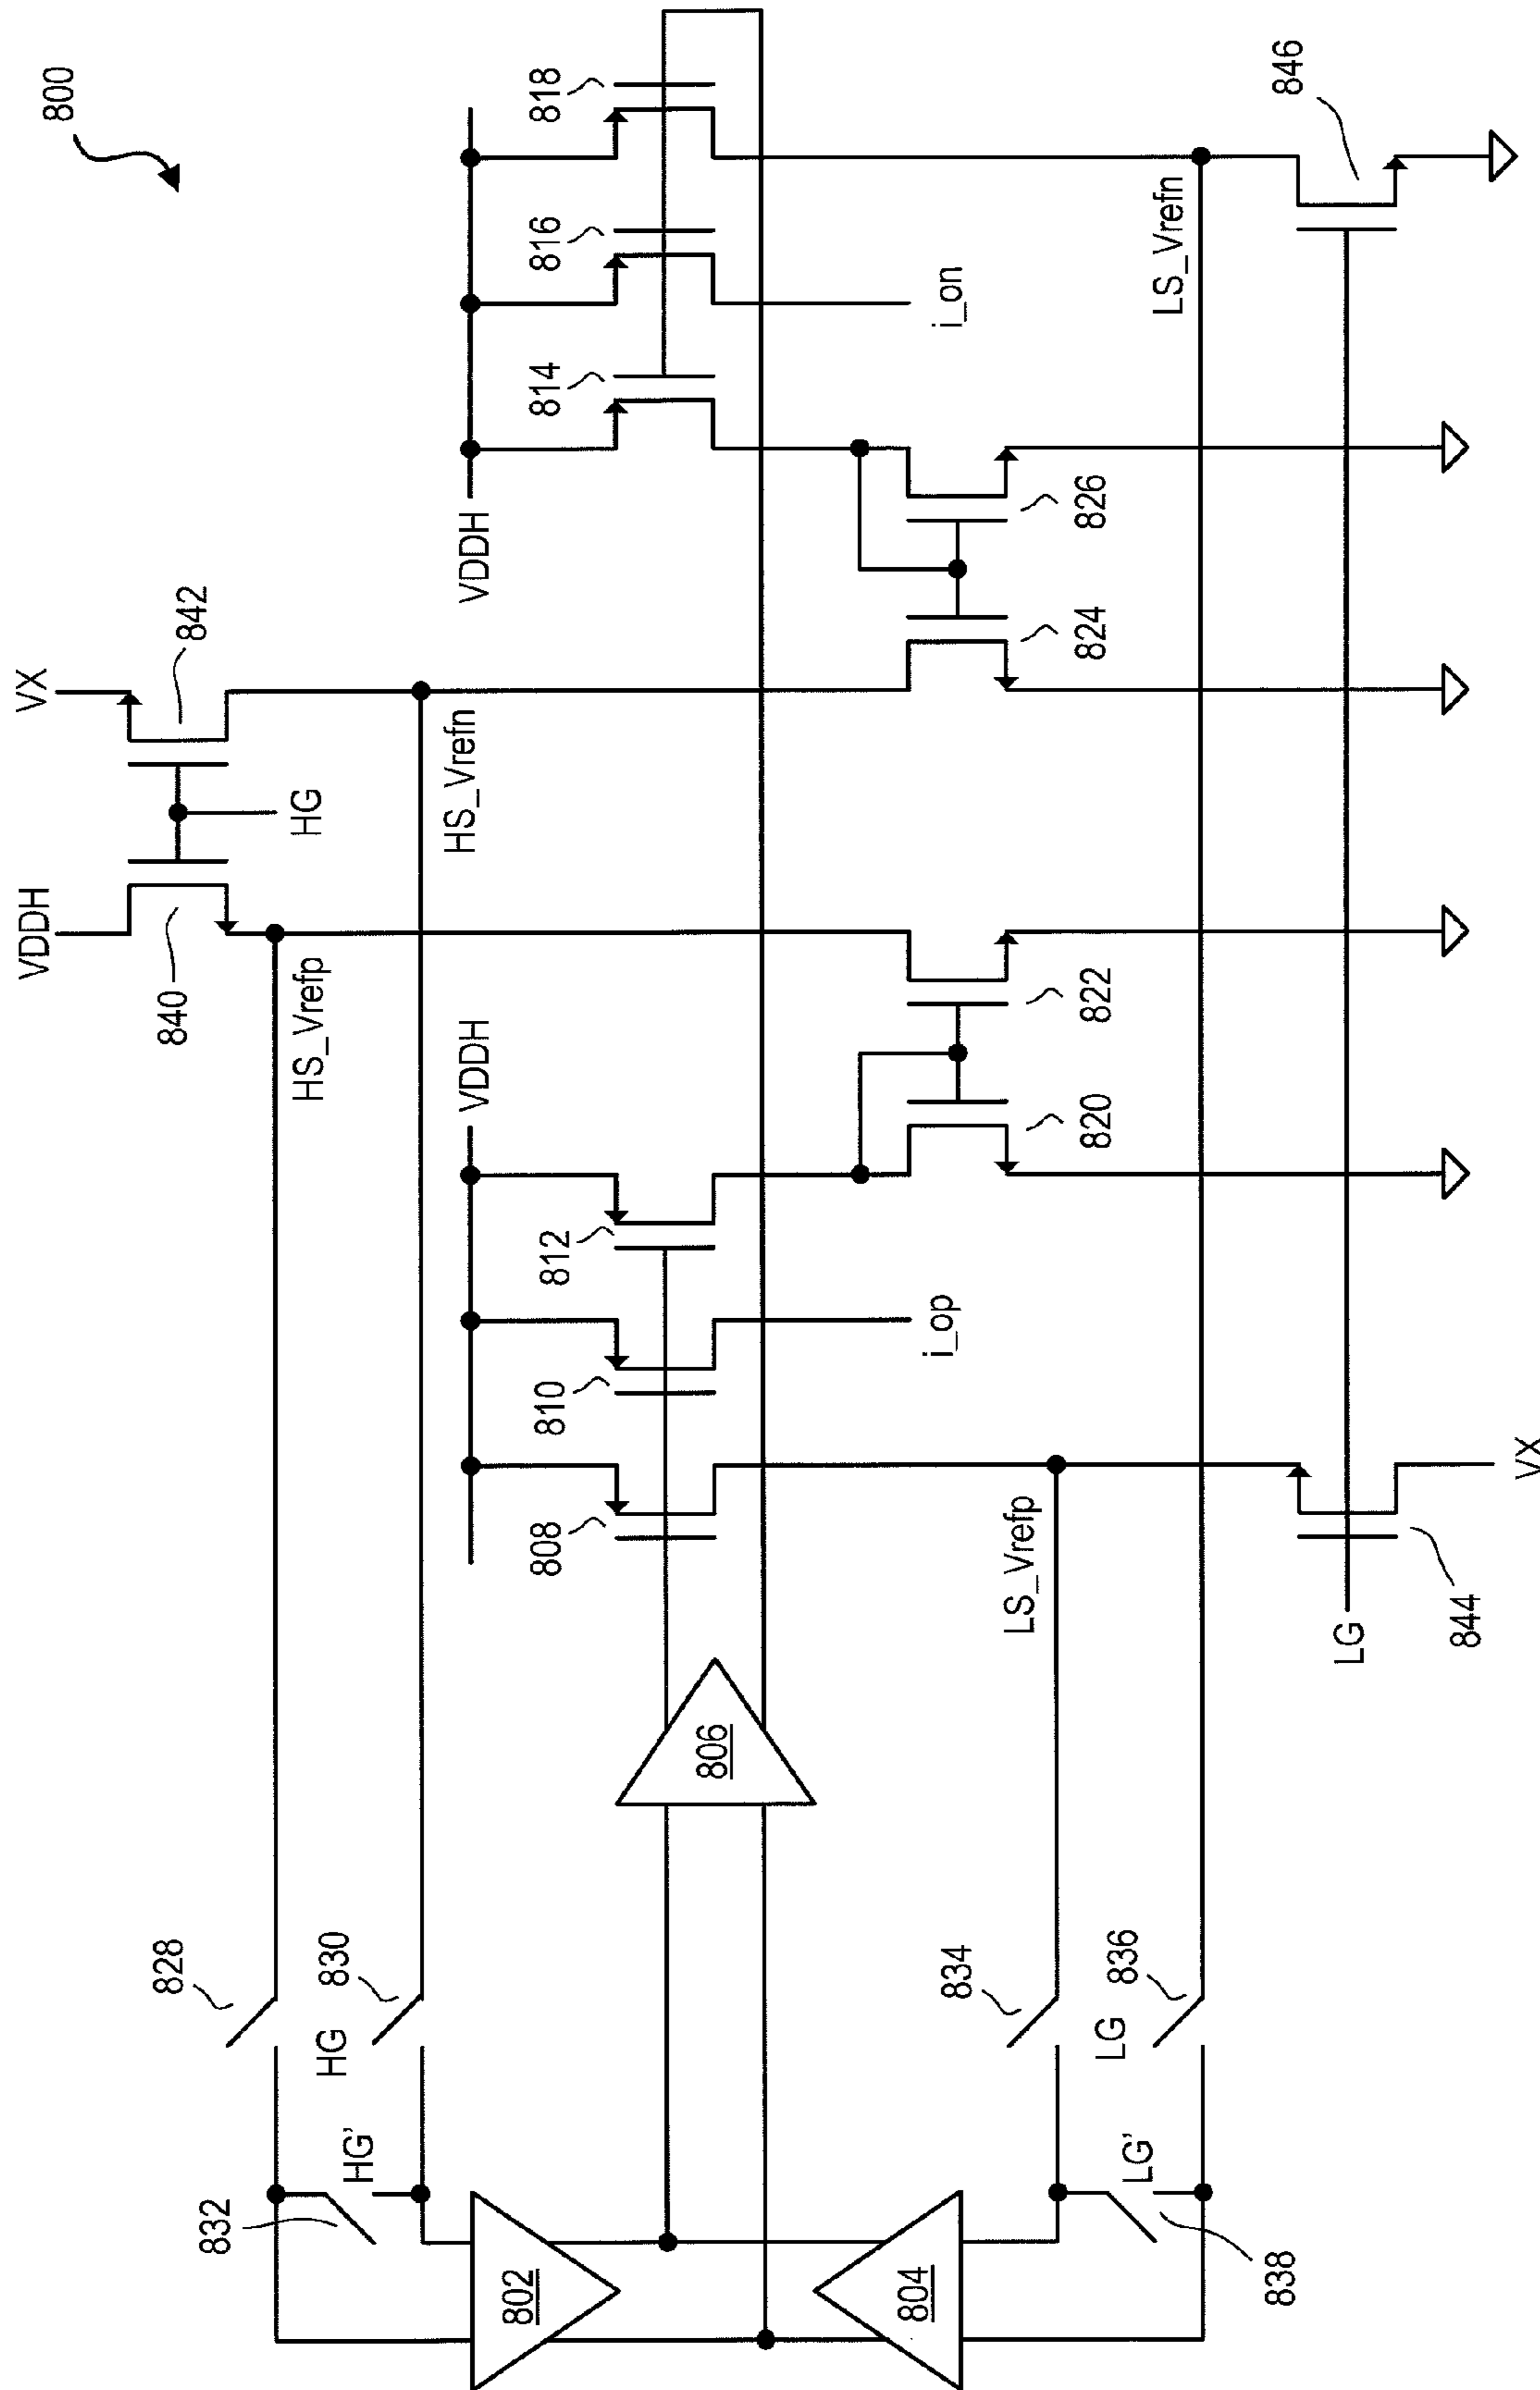 800
VDDH
VX
840
842
HG
HS_Vrefp
HS_Vrefn
828
830
HG
832
HG'
802
804
806
VDDH
808
810
812
i_op
820
822
VDDH
814
816
818
i_on
824
826
LS_Vrefp
LS_Vrefn
834
LG
836
LG'
838
LG
844
VX
846